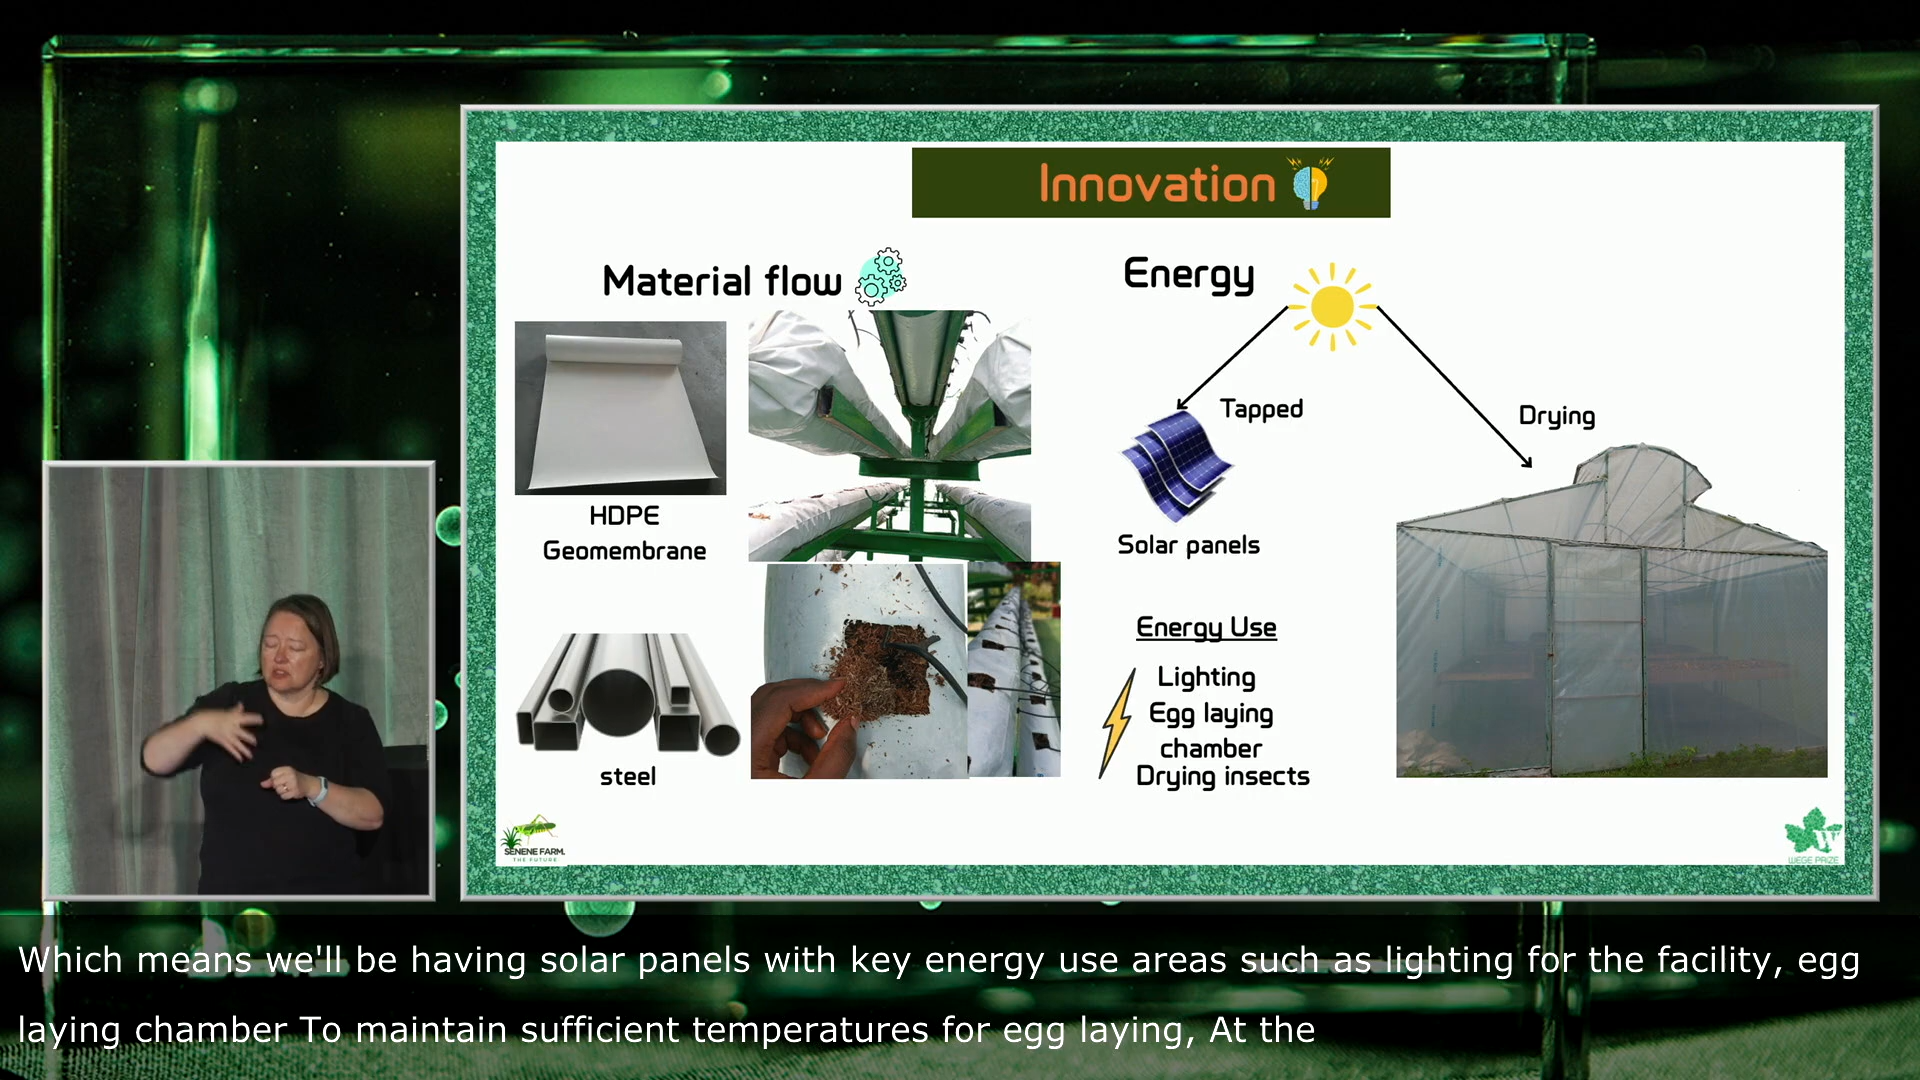 Innovation
Material flow
Energy
Tapped
Drying
HDPE
Geomembrane
Solar panels
Energy Use
Lighting
Egg laying
chamber
Drying insects
steel
SENENE FARM.
THE FUTURE
W
WEGE PRIZE
Which means we'll be having solar panels with key energy use areas such as lighting for the facility, egg
laying chamber To maintain sufficient temperatures for egg laying, At the